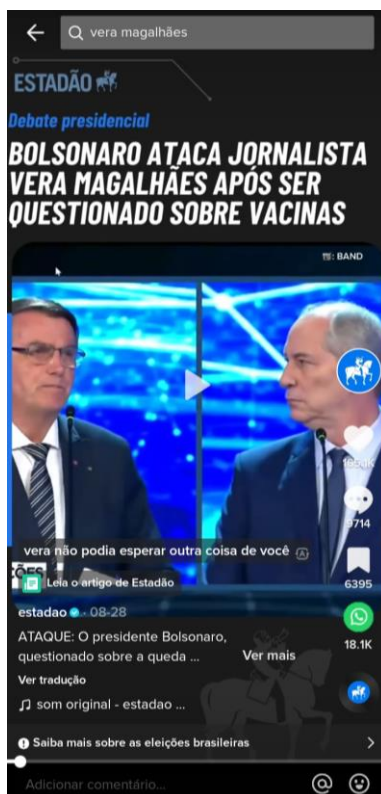 vera magalhães
ESTADÃO
Debate presidencial
BOLSONARO ATACA JORNALISTA
VERA MAGALHÃES APÓS SER
QUESTIONADO SOBRE VACINAS
: BAND
vera não podia esperar outra coisa de você
Leia o artigo de Estadão
9714
6395
estadao · 08-28
ATAQUE: O presidente Bolsonaro,
questionado sobre a queda ... Ver mais
18.1K
Ver tradução
som original - estadao ...
Saiba mais sobre as eleições brasileiras
Adicionar comentário...